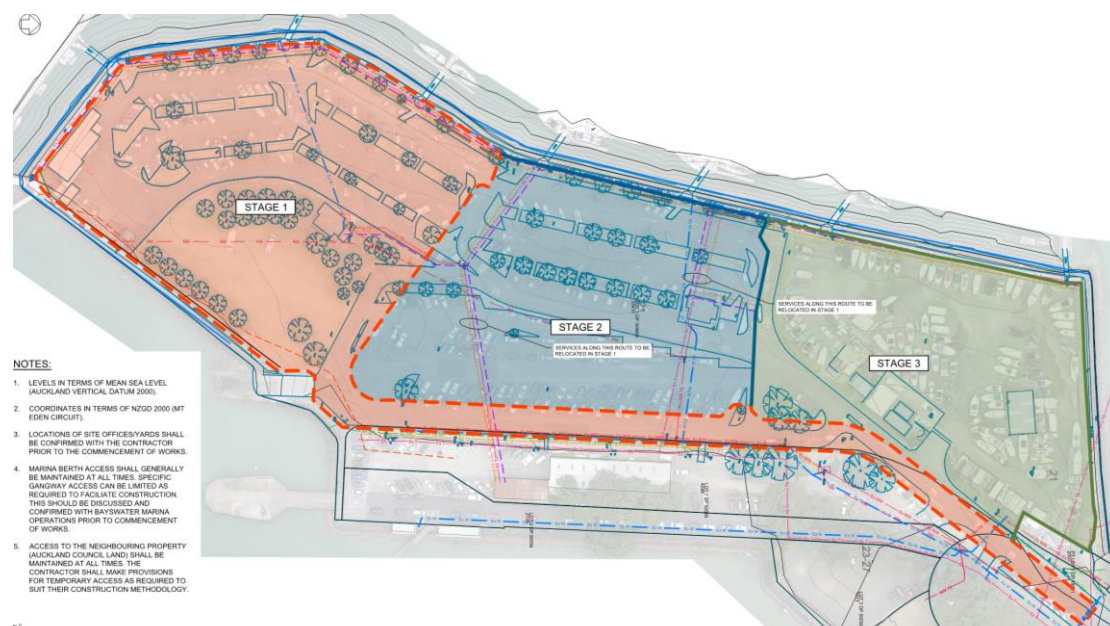 STAGE 1
STAGE 2
STAGE 3
SERVICES ALONG THIS ROUTE TO BE
RELOCATED IN STAGE 1
SERVICES ALONG THIS ROUTE TO BE
RELOCATED IN STAGE 1
21
23-27
NOTES:
1. LEVELS IN TERMS OF MEAN SEA LEVEL
(AUCKLAND VERTICAL DATUM 2000).
2. COORDINATES IN TERMS OF NZGD 2000 (MT
EDEN CIRCUIT).
3. LOCATIONS OF SITE OFFICES/YARDS SHALL
BE CONFIRMED WITH THE CONTRACTOR
PRIOR TO THE COMMENCEMENT OF WORKS.
4. MARINA BERTH ACCESS SHALL GENERALLY
BE MAINTAINED AT ALL TIMES. SPECIFIC
GANGWAY ACCESS CAN BE LIMITED AS
REQUIRED TO FACILIATE CONSTRUCTION.
THIS SHOULD BE DISCUSSED AND
CONFIRMED WITH BAYSWATER MARINA
OPERATIONS PRIOR TO COMMENCEMENT
OF WORKS.
5. ACCESS TO THE NEIGHBOURING PROPERTY
(AUCKLAND COUNCIL LAND) SHALL BE
MAINTAINED AT ALL TIMES. THE
CONTRACTOR SHALL MAKE PROVISIONS
FOR TEMPORARY ACCESS AS REQUIRED TO
SUIT THEIR CONSTRUCTION METHODOLOGY.